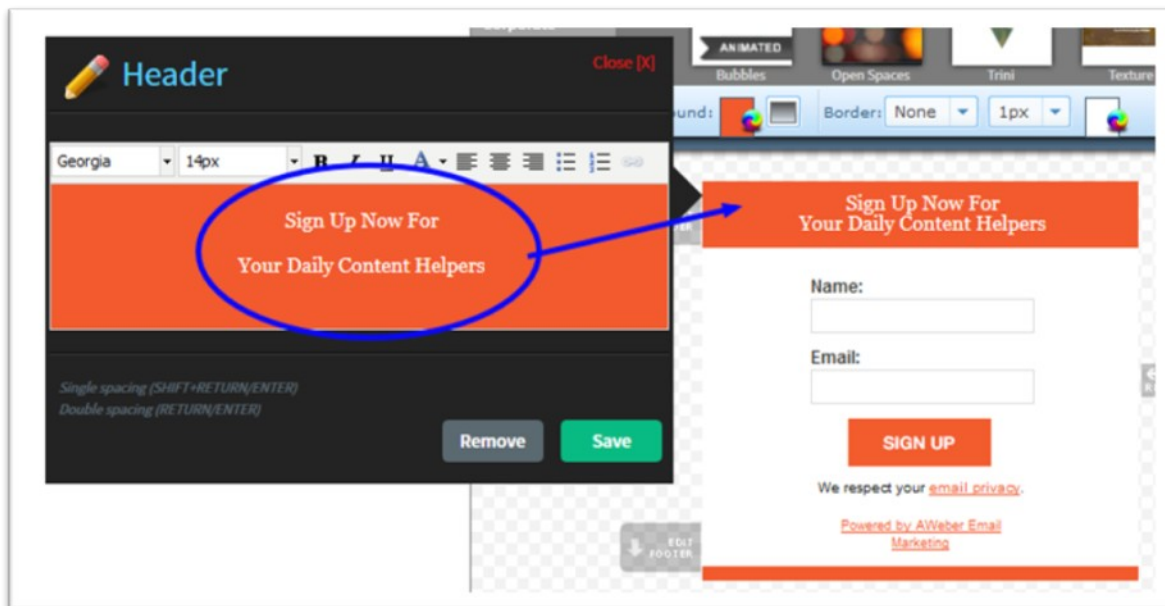 Header
Close [X]
Georgia 14px B I U A
Sign Up Now For
Your Daily Content Helpers
Single spacing (SHIFT+RETURN/ENTER)
Double spacing (RETURN/ENTER)
Remove Save
ANIMATED
Bubbles Open Spaces Trini Texture
Border: None 1px
Sign Up Now For
Your Daily Content Helpers
Name:
Email:
SIGN UP
We respect your email privacy.
Powered by AWeber Email
Marketing
EDIT
FOOTER